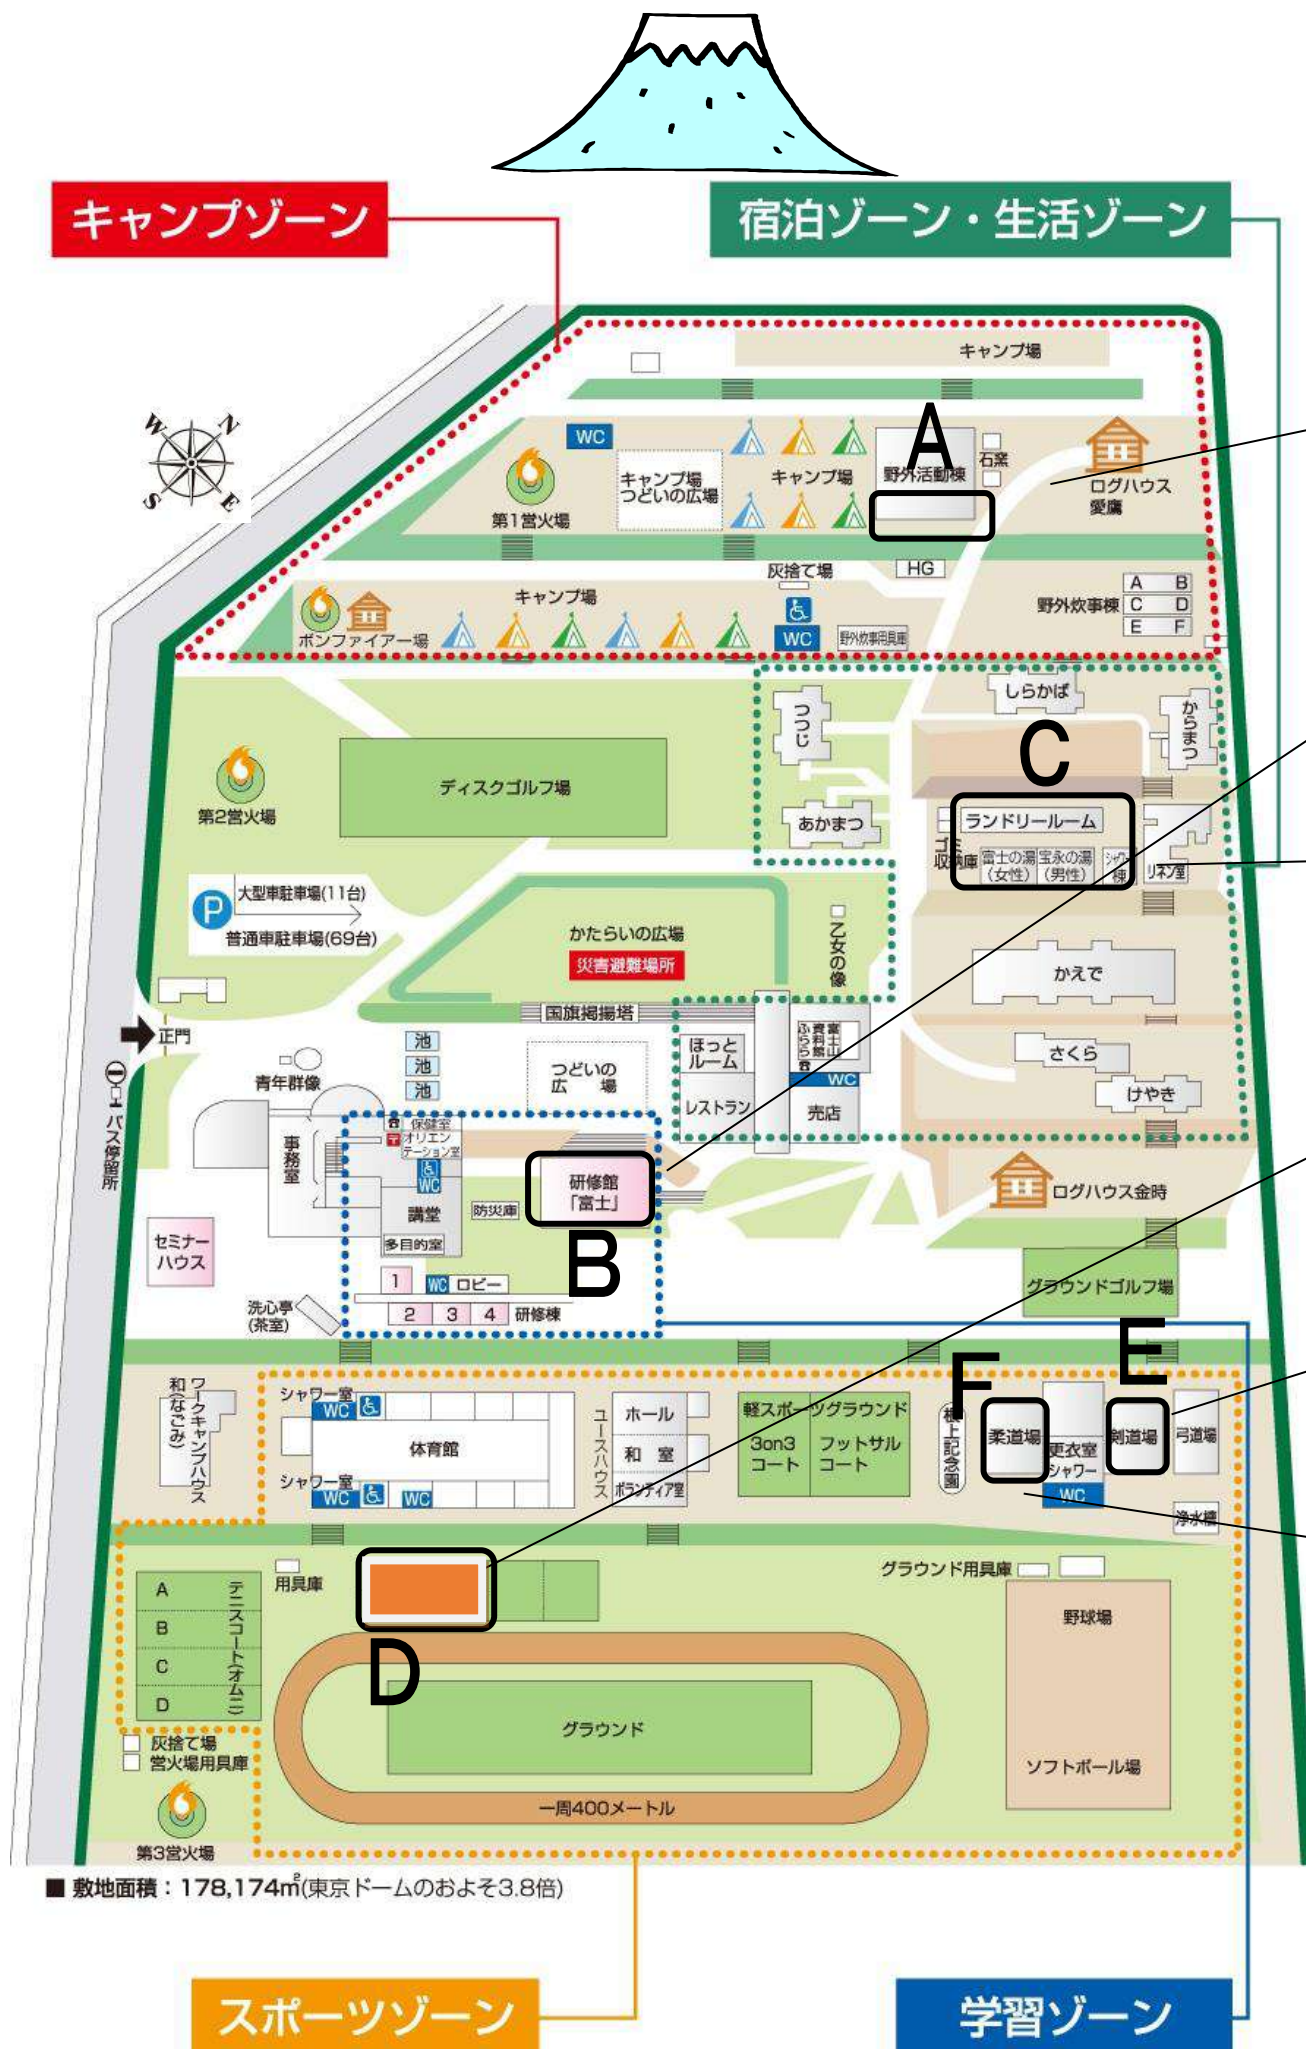 キャンプゾーン
宿泊ゾーン・生活ゾーン
キャンプ場
W
N
S
E
WC
第1営火場
キャンプ場
つどいの広場
キャンプ場
A
野外活動棟
石窯
ログハウス
愛鷹
HG
灰捨て場
ボンファイアー場
キャンプ場
WC
野外炊事用具庫
野外炊事棟
A B
C D
E F
つつじ
しらかば
からまつ
C
第2営火場
ディスクゴルフ場
あかまつ
ランドリールーム
ゴミ
収納庫
富士の湯
(女性)
宝永の湯
(男性)
シャワー
棟
リネン室
P
大型車駐車場(11台)
普通車駐車場(69台)
かたらいの広場
災害避難場所
乙女の像
かえで
正門
国旗掲揚塔
池
池
池
つどいの
広 場
ほっと
ルーム
富士山
資料館
ふらら
WC
レストラン
売店
さくら
けやき
青年群像
バス停留所
事務室
保健室
オリエン
テーション室
WC
講堂
多目的室
防災庫
研修館
「富士」
B
ログハウス金時
セミナー
ハウス
1
WC
ロビー
2 3 4 研修棟
洗心亭
(茶室)
グラウンドゴルフ場
ワークキャンプハウス
和(なごみ)
シャワー室
WC
体育館
シャワー室
WC
WC
ユースハウス
ホール
和 室
ボランティア室
軽スポーツグラウンド
3on3
コート
フットサル
コート
F
柔道場
更衣室
シャワー
WC
E
剣道場
弓道場
浄水槽
A
B
C
D
テニスコート(オムニ)
用具庫
D
グラウンド用具庫
野球場
ソフトボール場
グラウンド
一周400メートル
灰捨て場
営火場用具庫
第3営火場
■ 敷地面積:178,174㎡(東京ドームのおよそ3.8倍)
スポーツゾーン
学習ゾーン